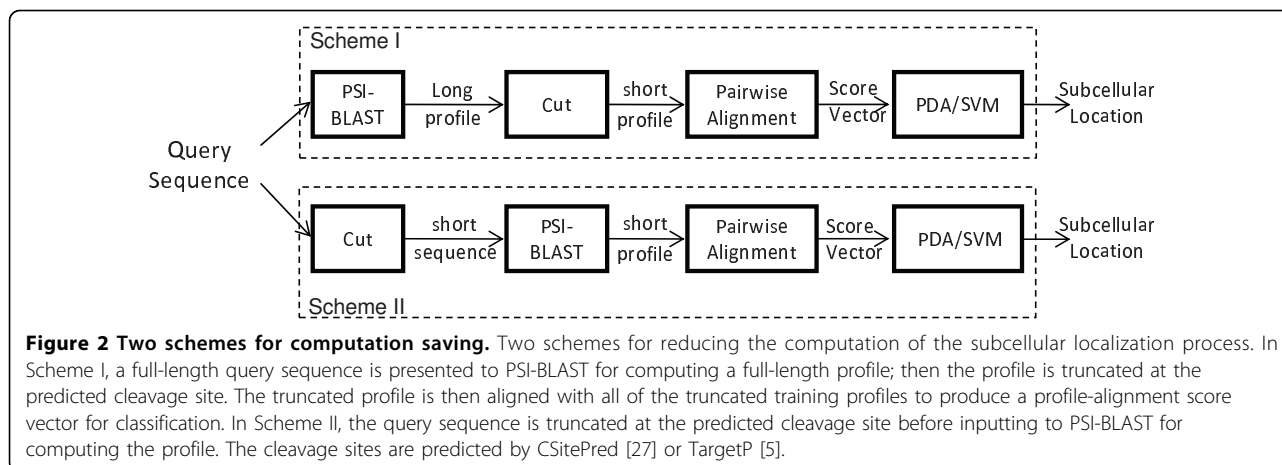 Scheme I
PSI-
BLAST
Long
profile
Cut
short
profile
Pairwise
Alignment
Score
Vector
PDA/SVM
Subcellular
Location
Query
Sequence
Cut
short
sequence
PSI-
BLAST
short
profile
Pairwise
Alignment
Score
Vector
PDA/SVM
Subcellular
Location
Scheme II
Figure 2 Two schemes for computation saving. Two schemes for reducing the computation of the subcellular localization process. In
Scheme I, a full-length query sequence is presented to PSI-BLAST for computing a full-length profile; then the profile is truncated at the
predicted cleavage site. The truncated profile is then aligned with all of the truncated training profiles to produce a profile-alignment score
vector for classification. In Scheme II, the query sequence is truncated at the predicted cleavage site before inputting to PSI-BLAST for
computing the profile. The cleavage sites are predicted by CSitePred [27] or TargetP [5].